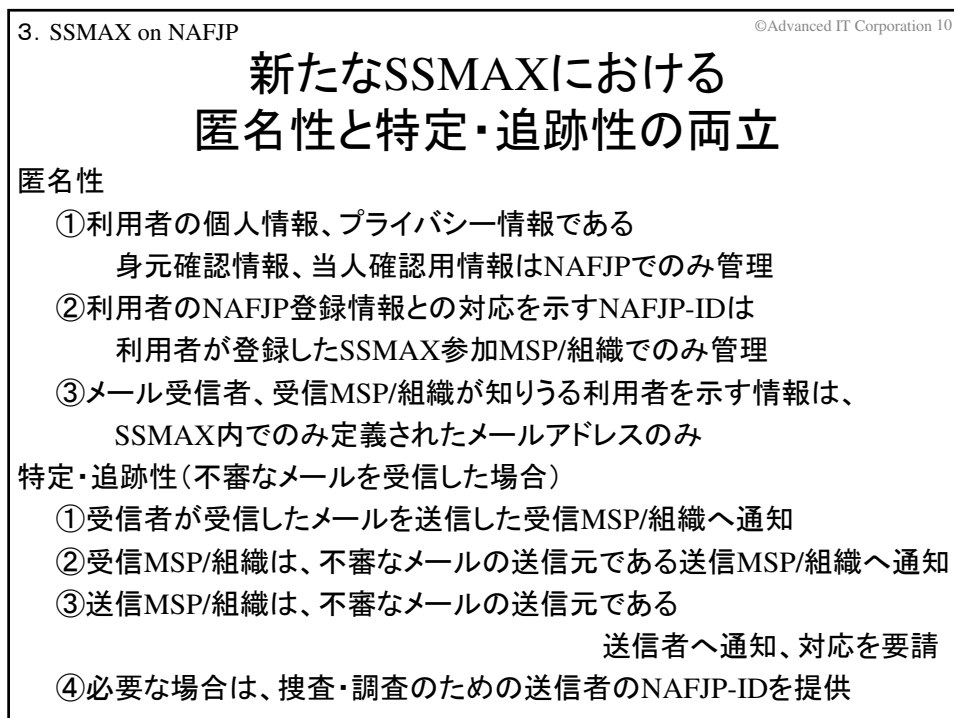 3．SSMAX on NAFJP
©Advanced IT Corporation 10
新たなSSMAXにおける
匿名性と特定・追跡性の両立
匿名性
①利用者の個人情報、プライバシー情報である
身元確認情報、当人確認用情報はNAFJPでのみ管理
②利用者のNAFJP登録情報との対応を示すNAFJP-IDは
利用者が登録したSSMAX参加MSP/組織でのみ管理
③メール受信者、受信MSP/組織が知りうる利用者を示す情報は、
SSMAX内でのみ定義されたメールアドレスのみ
特定・追跡性（不審なメールを受信した場合）
①受信者が受信したメールを送信した受信MSP/組織へ通知
②受信MSP/組織は、不審なメールの送信元である送信MSP/組織へ通知
③送信MSP/組織は、不審なメールの送信元である
送信者へ通知、対応を要請
④必要な場合は、捜査・調査のための送信者のNAFJP-IDを提供